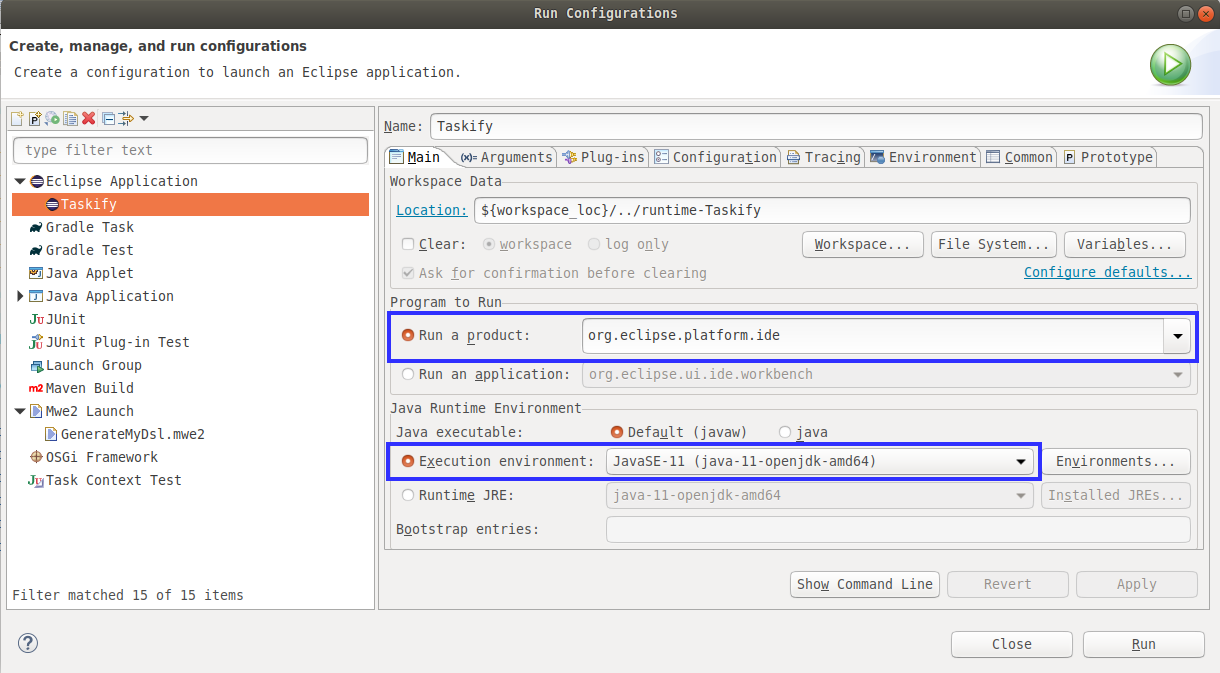 Run Configurations
Create, manage, and run configurations
Create a configuration to launch an Eclipse application.
type filter text
Eclipse Application
Taskify
Gradle Task
Gradle Test
Java Applet
Java Application
JUnit
JUnit Plug-in Test
Launch Group
Maven Build
Mwe2 Launch
GenerateMyDsl.mwe2
OSGi Framework
Task Context Test
Filter matched 15 of 15 items
Name: Taskify
Main (x)= Arguments Plug-ins Configuration Tracing Environment Common P Prototype
Workspace Data
Location: ${workspace_loc}/../runtime-Taskify
Clear: workspace log only Workspace... File System... Variables...
Ask for confirmation before clearing Configure defaults...
Program to Run
Run a product: org.eclipse.platform.ide
Run an application: org.eclipse.ui.ide.workbench
Java Runtime Environment
Java executable: Default (javaw) java
Execution environment: JavaSE-11 (java-11-openjdk-amd64) Environments...
Runtime JRE: java-11-openjdk-amd64 Installed JREs...
Bootstrap entries:
Show Command Line Revert Apply
? Close Run